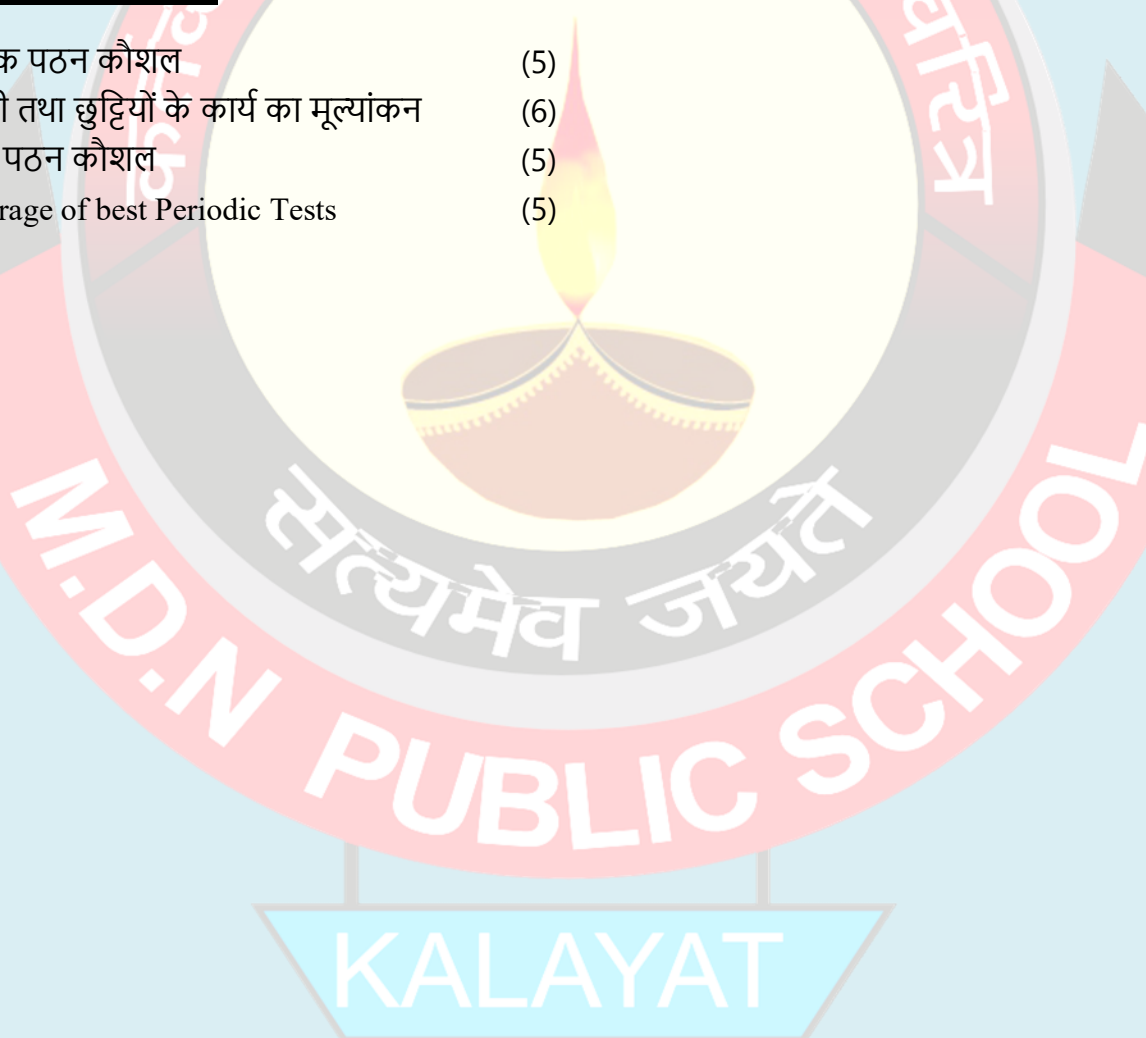 क पठन कौशल (5)
ी तथा छुट्टियों के कार्य का मूल्यांकन (6)
पठन कौशल (5)
rage of best Periodic Tests (5)
सत्यमेव जयते
M.D.N PUBLIC SCHOOL
KALAYAT